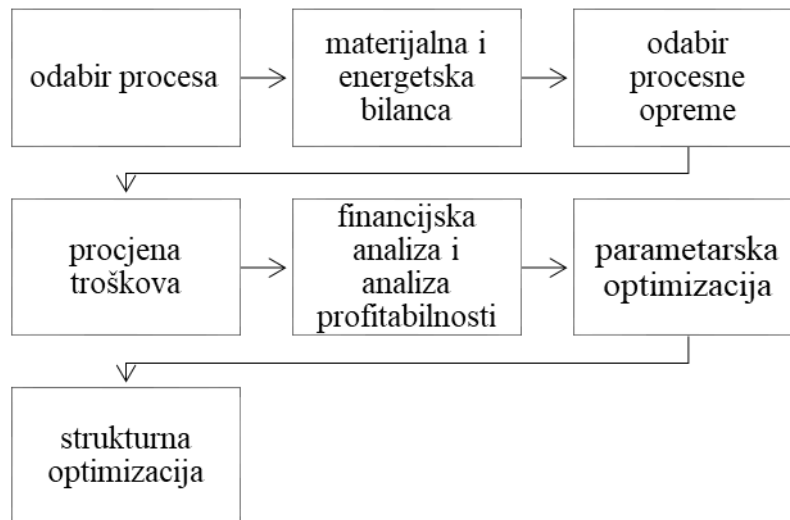 odabir procesa
materijalna i
energetska
bilanca
odabir
procesne
opreme
procjena
troškova
financijska
analiza i
analiza
profitabilnosti
parametarska
optimizacija
strukturna
optimizacija